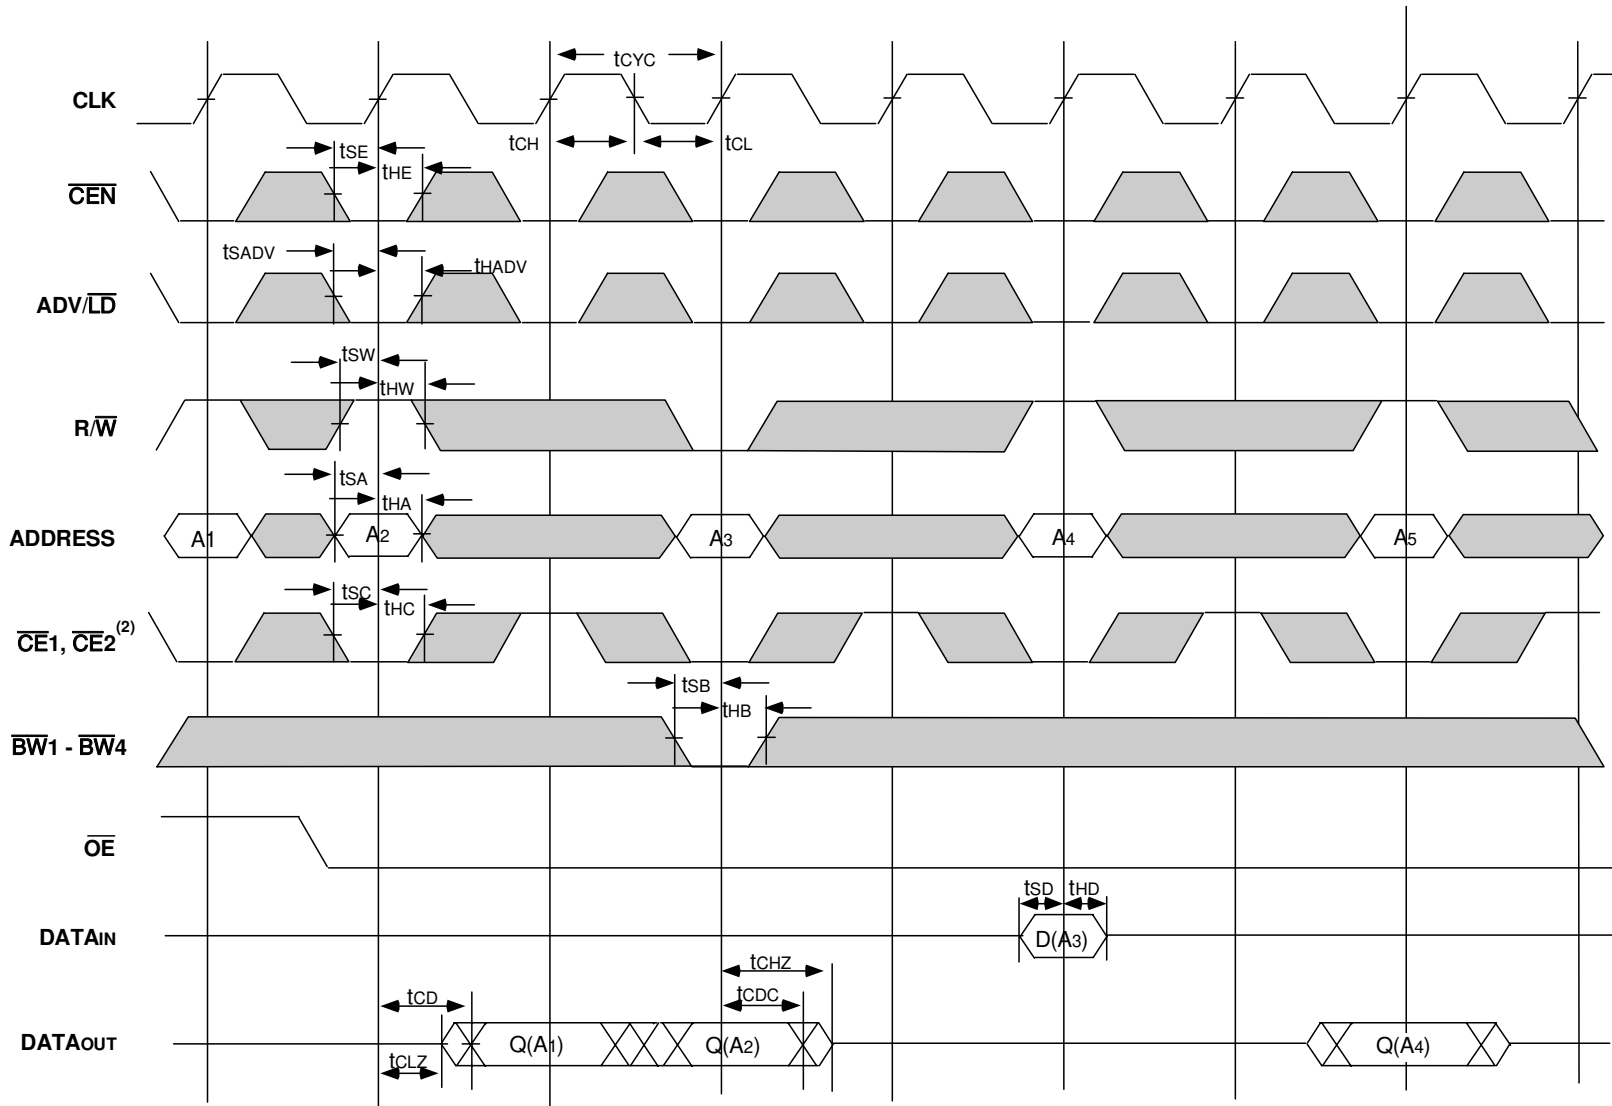 tCYC
CLK
tCH
tCL
tSE
tHE
CEN
tSADV
tHADV
ADV/LD
tSW
tHW
R/W
tSA
tHA
ADDRESS
A1
A2
A3
A4
A5
tSC
tHC
CE1, CE2(2)
tSB
tHB
BW1 - BW4
OE
tSD
tHD
DATAIN
D(A3)
tCHZ
tCD
tCDC
DATAOUT
Q(A1)
Q(A2)
Q(A4)
tCLZ